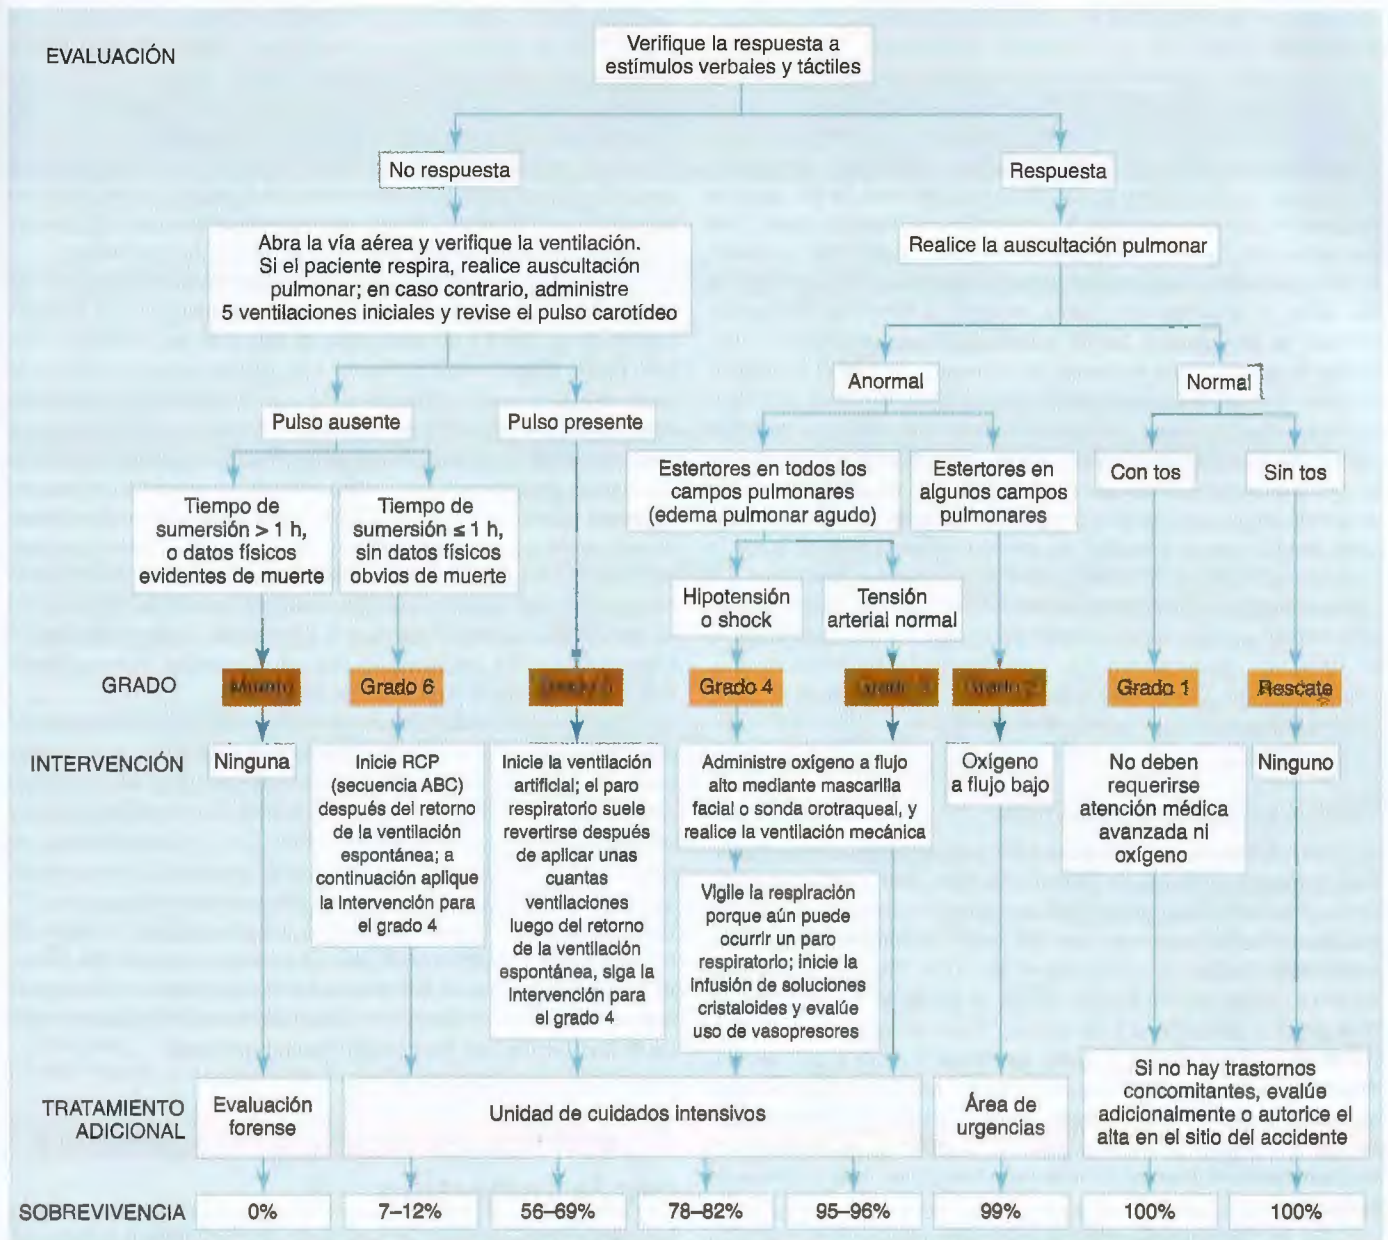 EVALUACIÓN
Verifique la respuesta a
estímulos verbales y táctiles
No respuesta
Respuesta
Abra la vía aérea y verifique la ventilación.
Si el paciente respira, realice auscultación
pulmonar; en caso contrario, administre
5 ventilaciones iniciales y revise el pulso carotídeo
Realice la auscultación pulmonar
Anormal
Normal
Pulso ausente
Pulso presente
Estertores en todos los
campos pulmonares
(edema pulmonar agudo)
Estertores en
algunos campos
pulmonares
Con tos
Sin tos
Tiempo de
sumersión > 1 h,
o datos físicos
evidentes de muerte
Tiempo de
sumersión ≤ 1 h,
sin datos físicos
obvios de muerte
Hipotensión
o shock
Tensión
arterial normal
GRADO
Grado 6
Grado 4
Grado 2
Grado 1
Rescate
INTERVENCIÓN
Ninguna
Inicie RCP
(secuencia ABC)
después del retorno
de la ventilación
espontánea; a
continuación aplique
la intervención para
el grado 4
Inicie la ventilación
artificial; el paro
respiratorio suele
revertirse después
de aplicar unas
cuantas
ventilaciones
luego del retorno
de la ventilación
espontánea, siga la
intervención para
el grado 4
Administre oxígeno a flujo
alto mediante mascarilla
facial o sonda orotraqueal, y
realice la ventilación mecánica
Vigile la respiración
porque aún puede
ocurrir un paro
respiratorio; inicie la
infusión de soluciones
cristaloides y evalúe
uso de vasopresores
Oxígeno
a flujo bajo
No deben
requerirse
atención médica
avanzada ni
oxígeno
Ninguno
TRATAMIENTO
ADICIONAL
Evaluación
forense
Unidad de cuidados intensivos
Área de
urgencias
Si no hay trastornos
concomitantes, evalúe
adicionalmente o autorice el
alta en el sitio del accidente
SOBREVIVENCIA
0%
7–12%
56–69%
78–82%
95–96%
99%
100%
100%